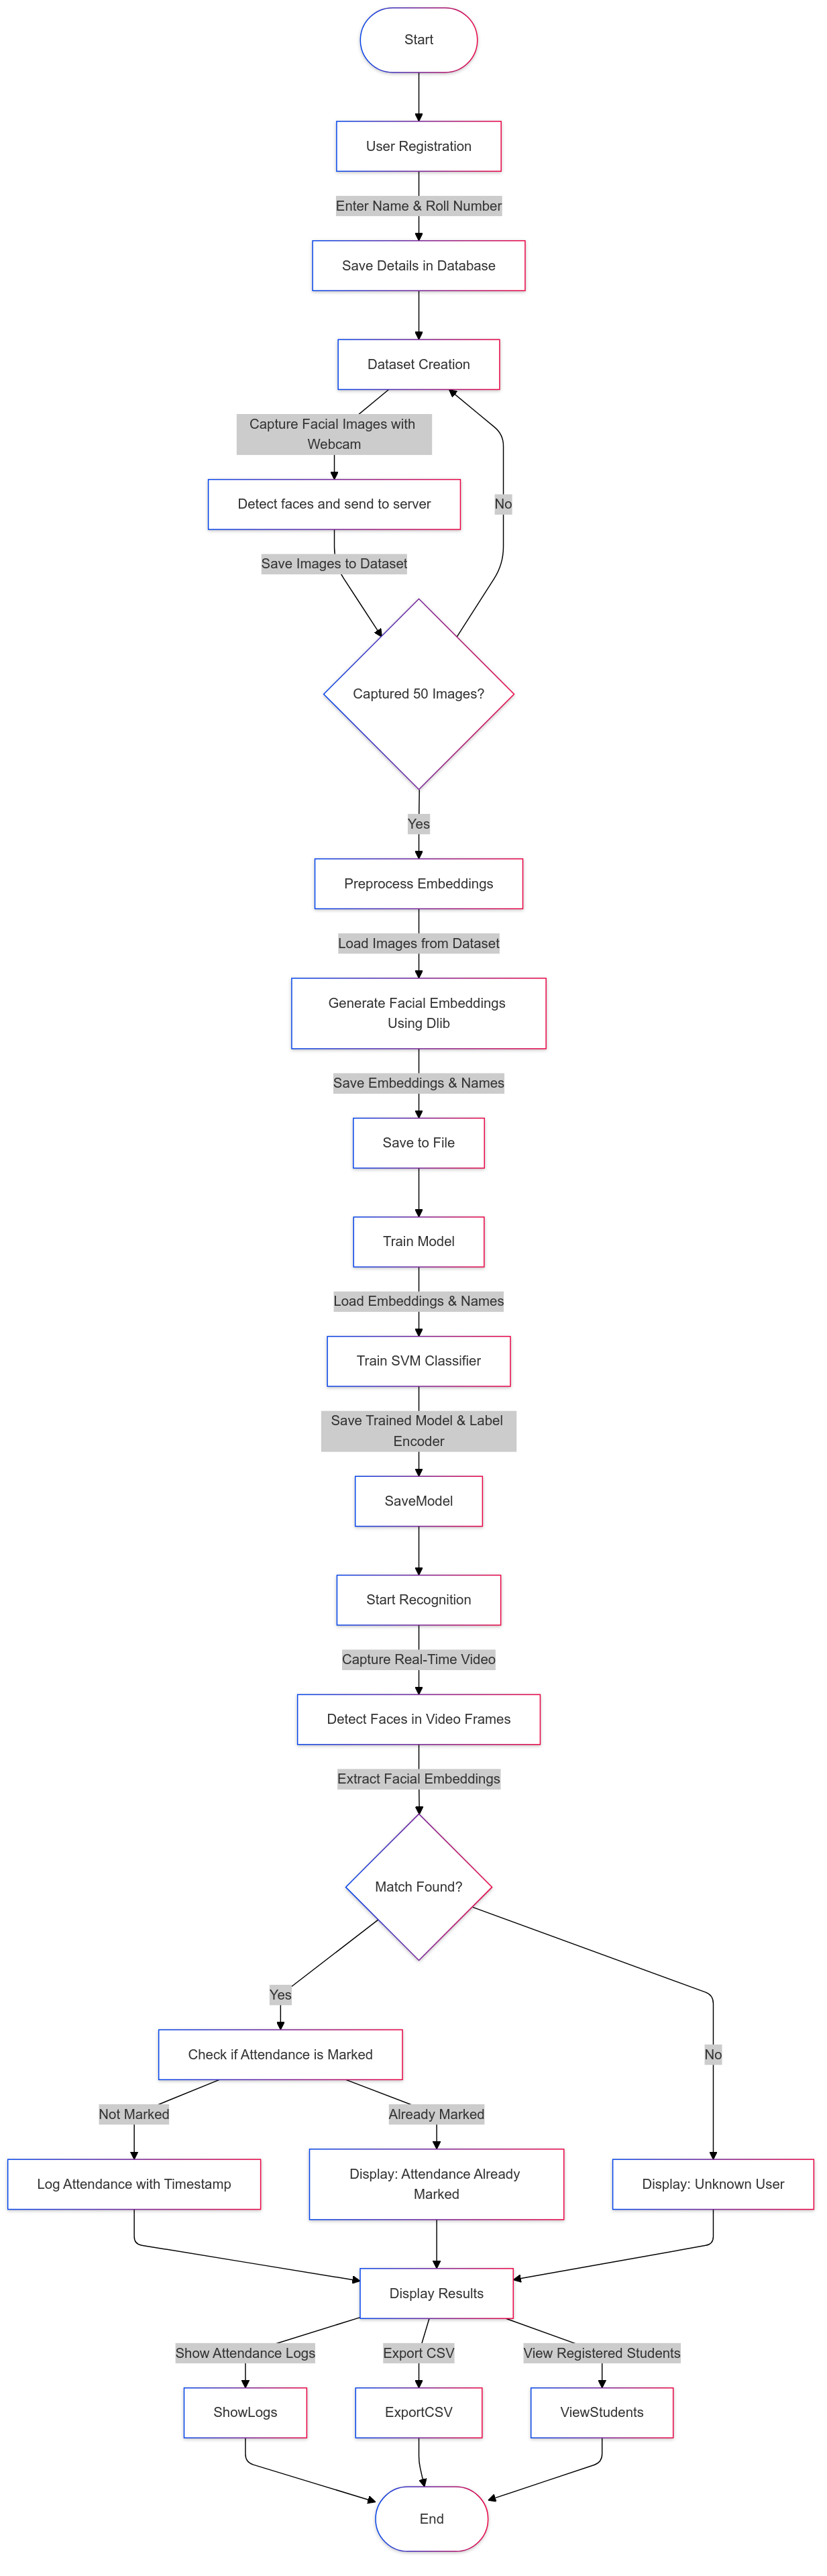 Start
User Registration
Enter Name & Roll Number
Save Details in Database
Dataset Creation
Capture Facial Images with
Webcam
Detect faces and send to server
No
Save Images to Dataset
Captured 50 Images?
Yes
Preprocess Embeddings
Load Images from Dataset
Generate Facial Embeddings
Using Dlib
Save Embeddings & Names
Save to File
Train Model
Load Embeddings & Names
Train SVM Classifier
Save Trained Model & Label
Encoder
SaveModel
Start Recognition
Capture Real-Time Video
Detect Faces in Video Frames
Extract Facial Embeddings
Match Found?
Yes
Check if Attendance is Marked
No
Not Marked
Already Marked
Log Attendance with Timestamp
Display: Attendance Already
Marked
Display: Unknown User
Display Results
Show Attendance Logs
Export CSV
View Registered Students
ShowLogs
ExportCSV
ViewStudents
End